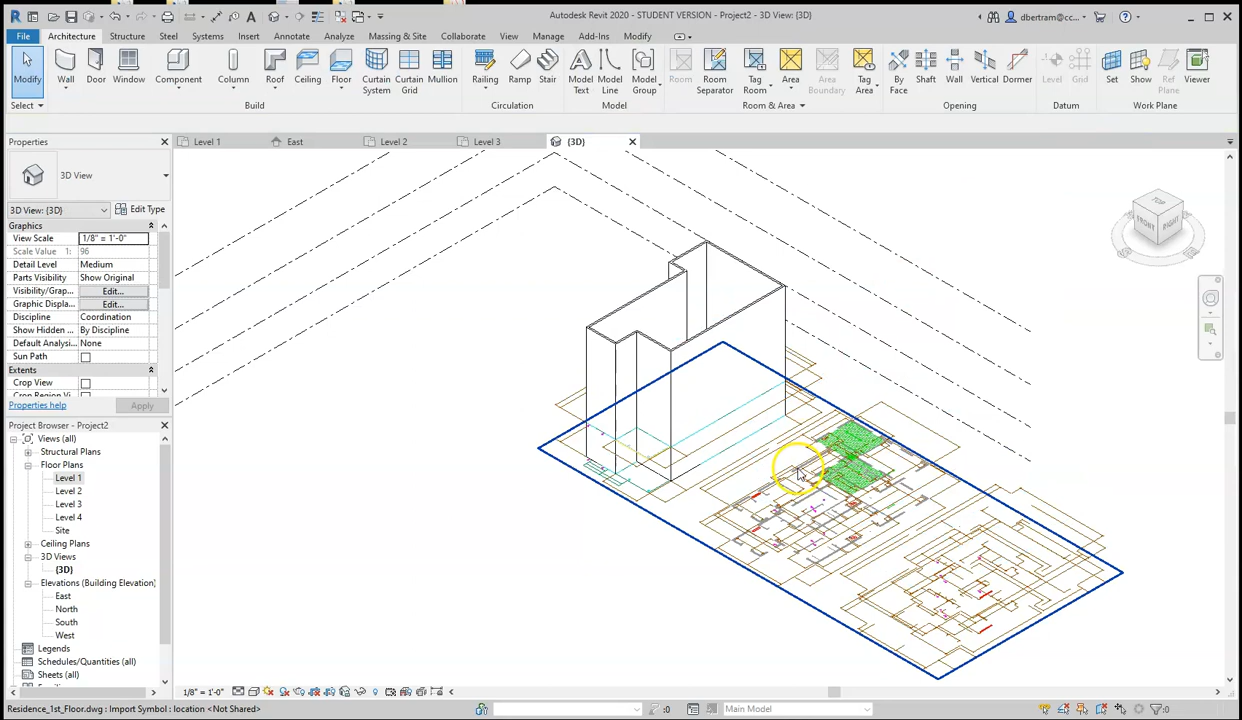 Autodesk Revit 2020 - STUDENT VERSION - Project2 - 3D View: {3D}
dbertram@cc...
File Architecture Structure Steel Systems Insert Annotate Analyze Massing & Site Collaborate View Manage Add-Ins Modify
Modify Wall Door Window Component Column Roof Ceiling Floor Curtain System Curtain Grid Mullion Railing Ramp Stair Model Text Model Line Model Group Room Room Separator Tag Room Area Area Boundary Tag Area By Face Shaft Wall Vertical Dormer Level Grid Set Show Ref Plane Viewer
Select Build Circulation Model Room & Area Opening Datum Work Plane
Properties
Level 1 East Level 2 Level 3 {3D}
3D View
3D View: {3D} Edit Type
Graphics
View Scale 1/8" = 1'-0"
Scale Value 1: 96
Detail Level Medium
Parts Visibility Show Original
Visibility/Grap... Edit...
Graphic Displa... Edit...
Discipline Coordination
Show Hidden ... By Discipline
Default Analysi... None
Sun Path
Extents
Crop View
Crop Region Vi
Properties help Apply
Project Browser - Project2
Views (all)
Structural Plans
Floor Plans
Level 1
Level 2
Level 3
Level 4
Site
Ceiling Plans
3D Views
{3D}
Elevations (Building Elevation)
East
North
South
West
Legends
Schedules/Quantities (all)
Sheets (all)
TOP
FRONT RIGHT
1/8" = 1'-0"
Residence_1st_Floor.dwg : Import Symbol : location <Not Shared>
:0
Main Model
:0